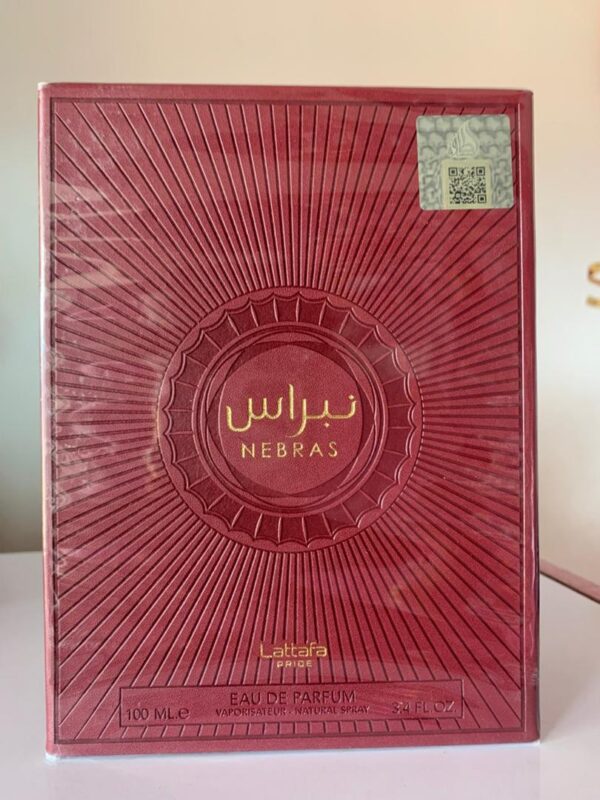 نبراس
NEBRAS
Lattafa
PRIDE
EAU DE PARFUM
100 ML.e VAPORISATEUR - NATURAL SPRAY 3.4 FL OZ